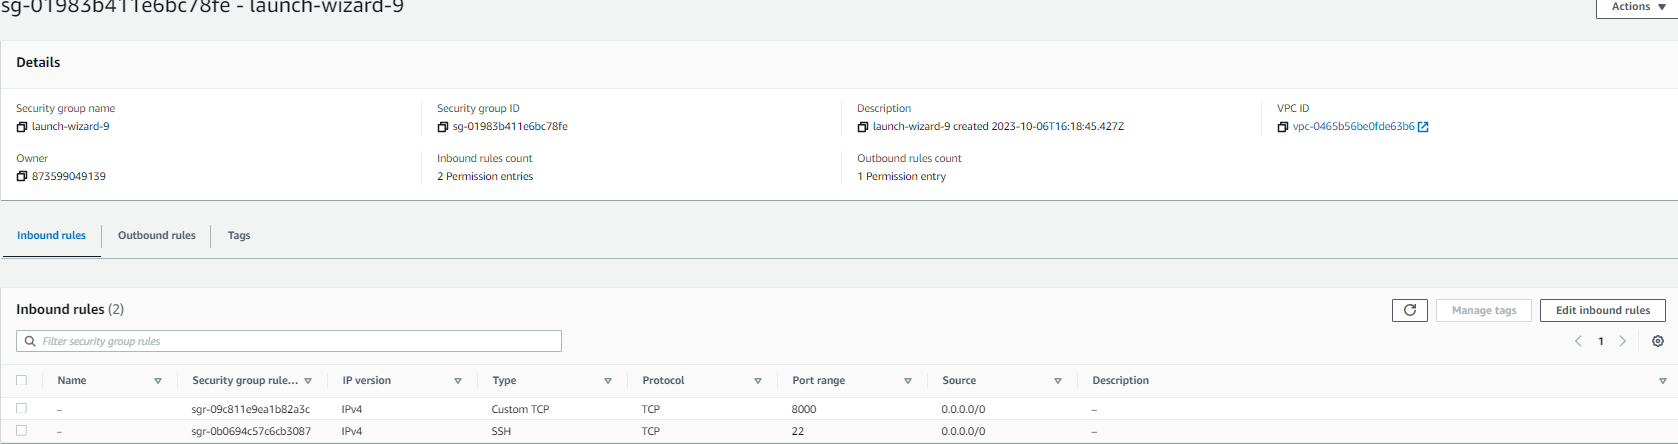 sg-01983b411e6bc78fe - launch-wizard-9
Actions
Details
Security group name
launch-wizard-9
Security group ID
sg-01983b411e6bc78fe
Description
launch-wizard-9 created 2023-10-06T16:18:45.427Z
VPC ID
vpc-0465b56be0fde63b6
Owner
873599049139
Inbound rules count
2 Permission entries
Outbound rules count
1 Permission entry
Inbound rules
Outbound rules
Tags
Inbound rules (2)
Manage tags
Edit inbound rules
Filter security group rules
1
Name Security group rule... IP version Type Protocol Port range Source Description
– sgr-09c811e9ea1b82a3c IPv4 Custom TCP TCP 8000 0.0.0.0/0 –
– sgr-0b0694c57c6cb3087 IPv4 SSH TCP 22 0.0.0.0/0 –